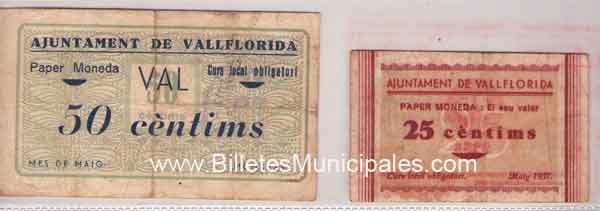 AJUNTAMENT DE VALLFLORIDA
Paper Moneda VAL Curs local obligatori
50 cèntims
MES DE MAIG
AJUNTAMENT DE VALLFLORIDA
PAPER MONEDA : El seu valor
25 cèntims
Curs local obligatori. Maig 1937.
www.BilletesMunicipales.com